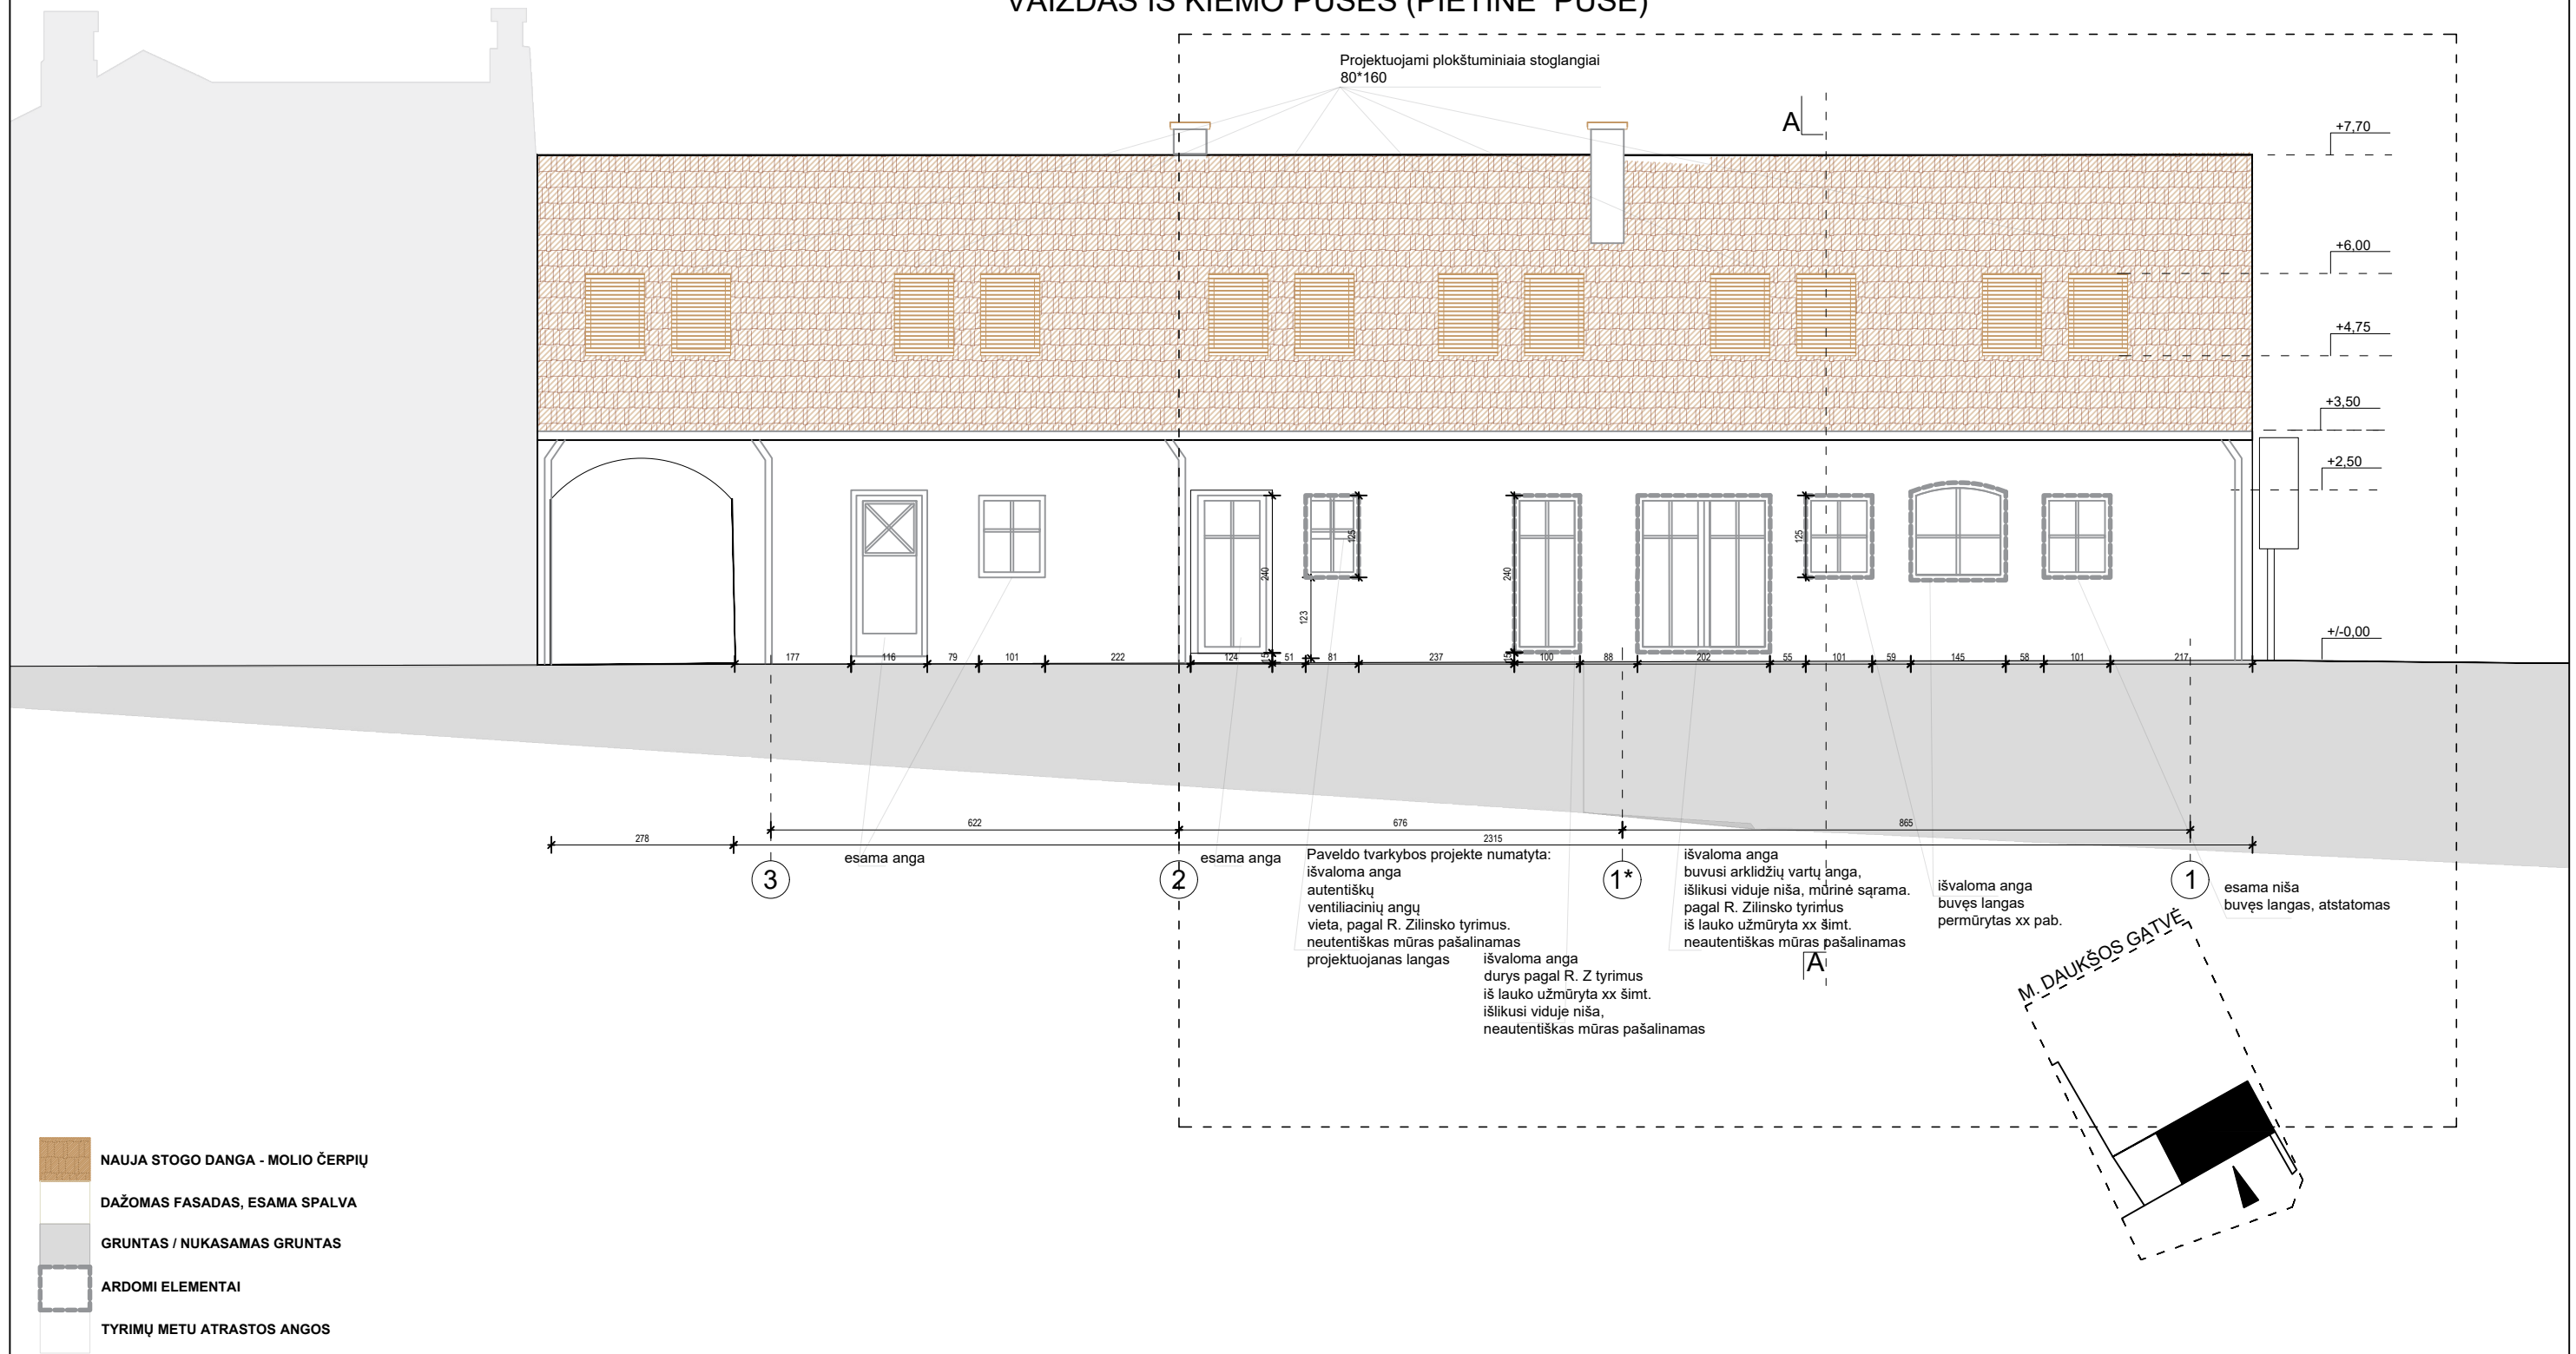 VAIZDAS IŠ KIEMO PUSĖS (PIETINĖ PUSĖ)
Projektuojami plokštuminiaia stoglangiai
80*160
A
+7,70
+6,00
+4,75
+3,50
+2,50
+/-0,00
125
240
123
15
240
15
125
177
116
79
101
222
124
51
81
237
100
88
202
55
101
59
145
58
101
217
622
676
865
278
2315
3
2
1*
1
esama anga
esama anga
Paveldo tvarkybos projekte numatyta:
išvaloma anga
autentiškų
ventiliacinių angų
vieta, pagal R. Zilinsko tyrimus.
neutentiškas mūras pašalinamas
projektuojanas langas
išvaloma anga
durys pagal R. Z tyrimus
iš lauko užmūryta xx šimt.
išlikusi viduje niša,
neautentiškas mūras pašalinamas
išvaloma anga
buvusi arklidžių vartų anga,
išlikusi viduje niša, mūrinė sąrama.
pagal R. Zilinsko tyrimus
iš lauko užmūryta xx šimt.
neautentiškas mūras pašalinamas
A
išvaloma anga
buvęs langas
permūrytas xx pab.
esama niša
buvęs langas, atstatomas
M. DAUKŠOS GATVĖ
NAUJA STOGO DANGA - MOLIO ČERPIŲ
DAŽOMAS FASADAS, ESAMA SPALVA
GRUNTAS / NUKASAMAS GRUNTAS
ARDOMI ELEMENTAI
TYRIMŲ METU ATRASTOS ANGOS